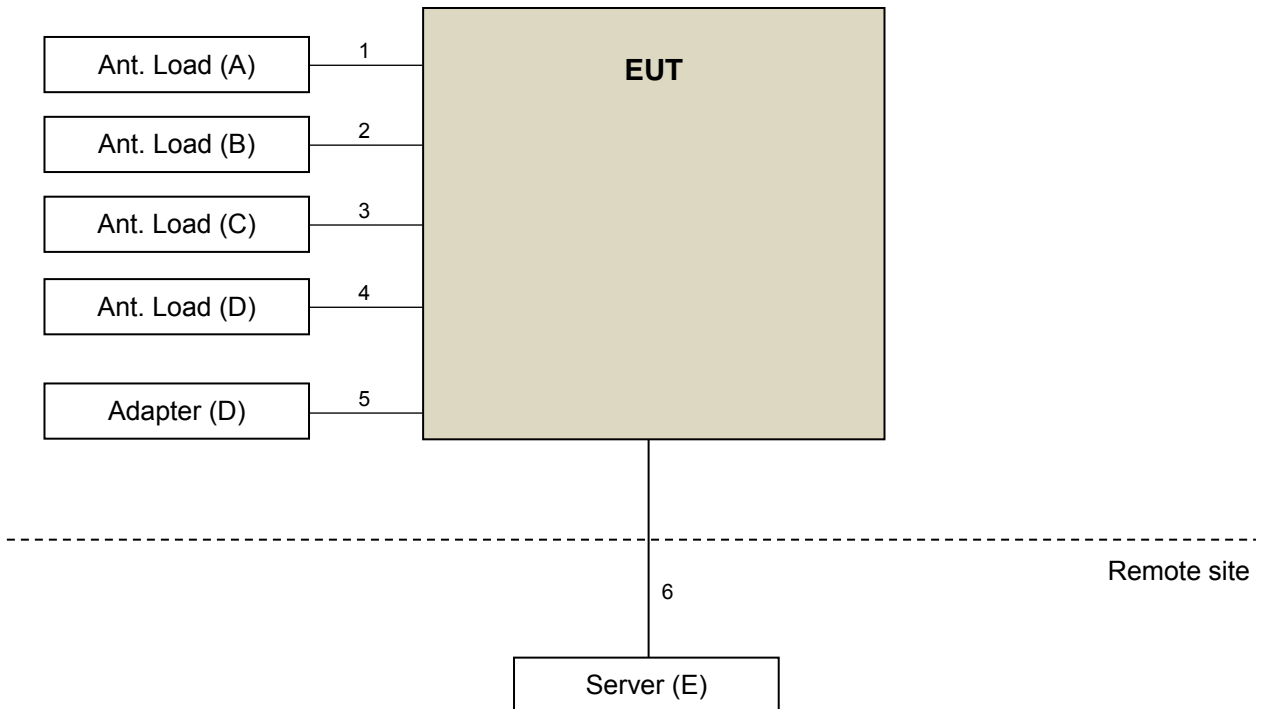 Ant. Load (A)
1
EUT
Ant. Load (B)
2
Ant. Load (C)
3
Ant. Load (D)
4
Adapter (D)
5
Remote site
6
Server (E)